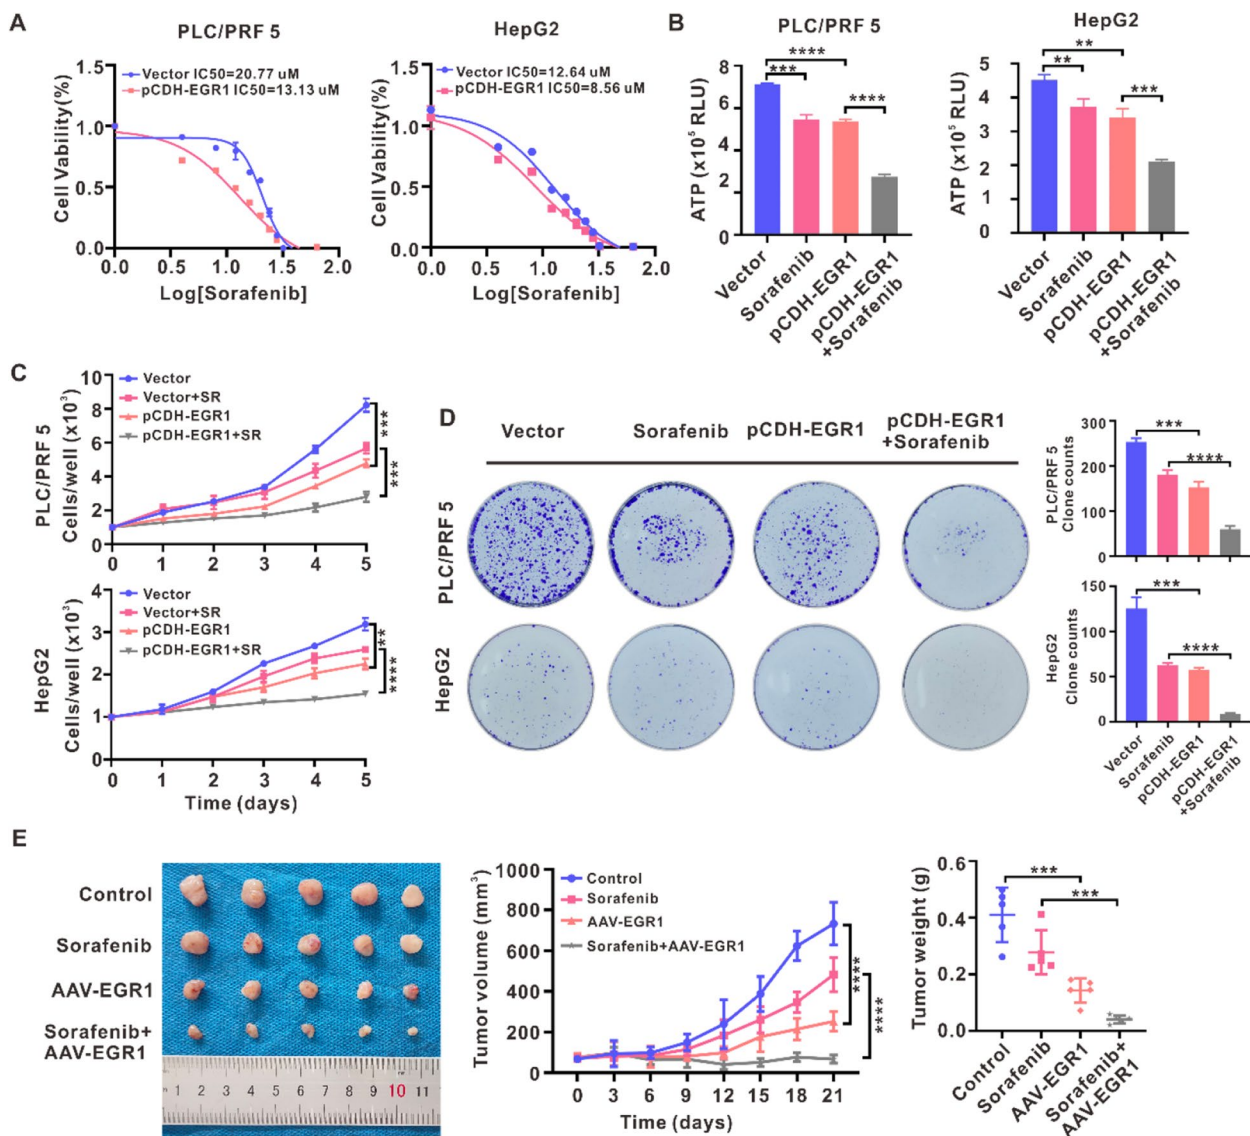 A
PLC/PRF 5
Cell Vability(%)
1.5
1.0
0.5
0.0
Vector IC50=20.77 uM
pCDH-EGR1 IC50=13.13 uM
0.0 0.5 1.0 1.5 2.0
Log[Sorafenib]
HepG2
Cell Viability(%)
1.5
1.0
0.5
0.0
Vector IC50=12.64 uM
pCDH-EGR1 IC50=8.56 uM
0.0 0.5 1.0 1.5 2.0
Log[Sorafenib]
B
PLC/PRF 5
ATP (x10⁵ RLU)
8
6
4
2
0
****
***
****
Vector
Sorafenib
pCDH-EGR1
pCDH-EGR1
+Sorafenib
HepG2
ATP (x10⁵ RLU)
5
4
3
2
1
0
**
**
***
Vector
Sorafenib
pCDH-EGR1
pCDH-EGR1
+Sorafenib
C
PLC/PRF 5
Cells/well (x10³)
10
8
6
4
2
0
Vector
Vector+SR
pCDH-EGR1
pCDH-EGR1+SR
***
***
0 1 2 3 4 5
HepG2
Cells/well (x10³)
4
3
2
1
0
Vector
Vector+SR
pCDH-EGR1
pCDH-EGR1+SR
**
****
0 1 2 3 4 5
Time (days)
D
Vector
Sorafenib
pCDH-EGR1
pCDH-EGR1
+Sorafenib
PLC/PRF 5
HepG2
PLC/PRF 5
Clone counts
300
200
100
0
***
****
HepG2
Clone counts
150
100
50
0
***
****
Vector
Sorafenib
pCDH-EGR1
pCDH-EGR1
+Sorafenib
E
Control
Sorafenib
AAV-EGR1
Sorafenib+
AAV-EGR1
1 2 3 4 5 6 7 8 9 10 11
Tumor volume (mm³)
1000
800
600
400
200
0
Control
Sorafenib
AAV-EGR1
Sorafenib+AAV-EGR1
****
****
0 3 6 9 12 15 18 21
Time (days)
Tumor weight (g)
0.6
0.4
0.2
0.0
***
***
Control
Sorafenib
AAV-EGR1
Sorafenib+
AAV-EGR1